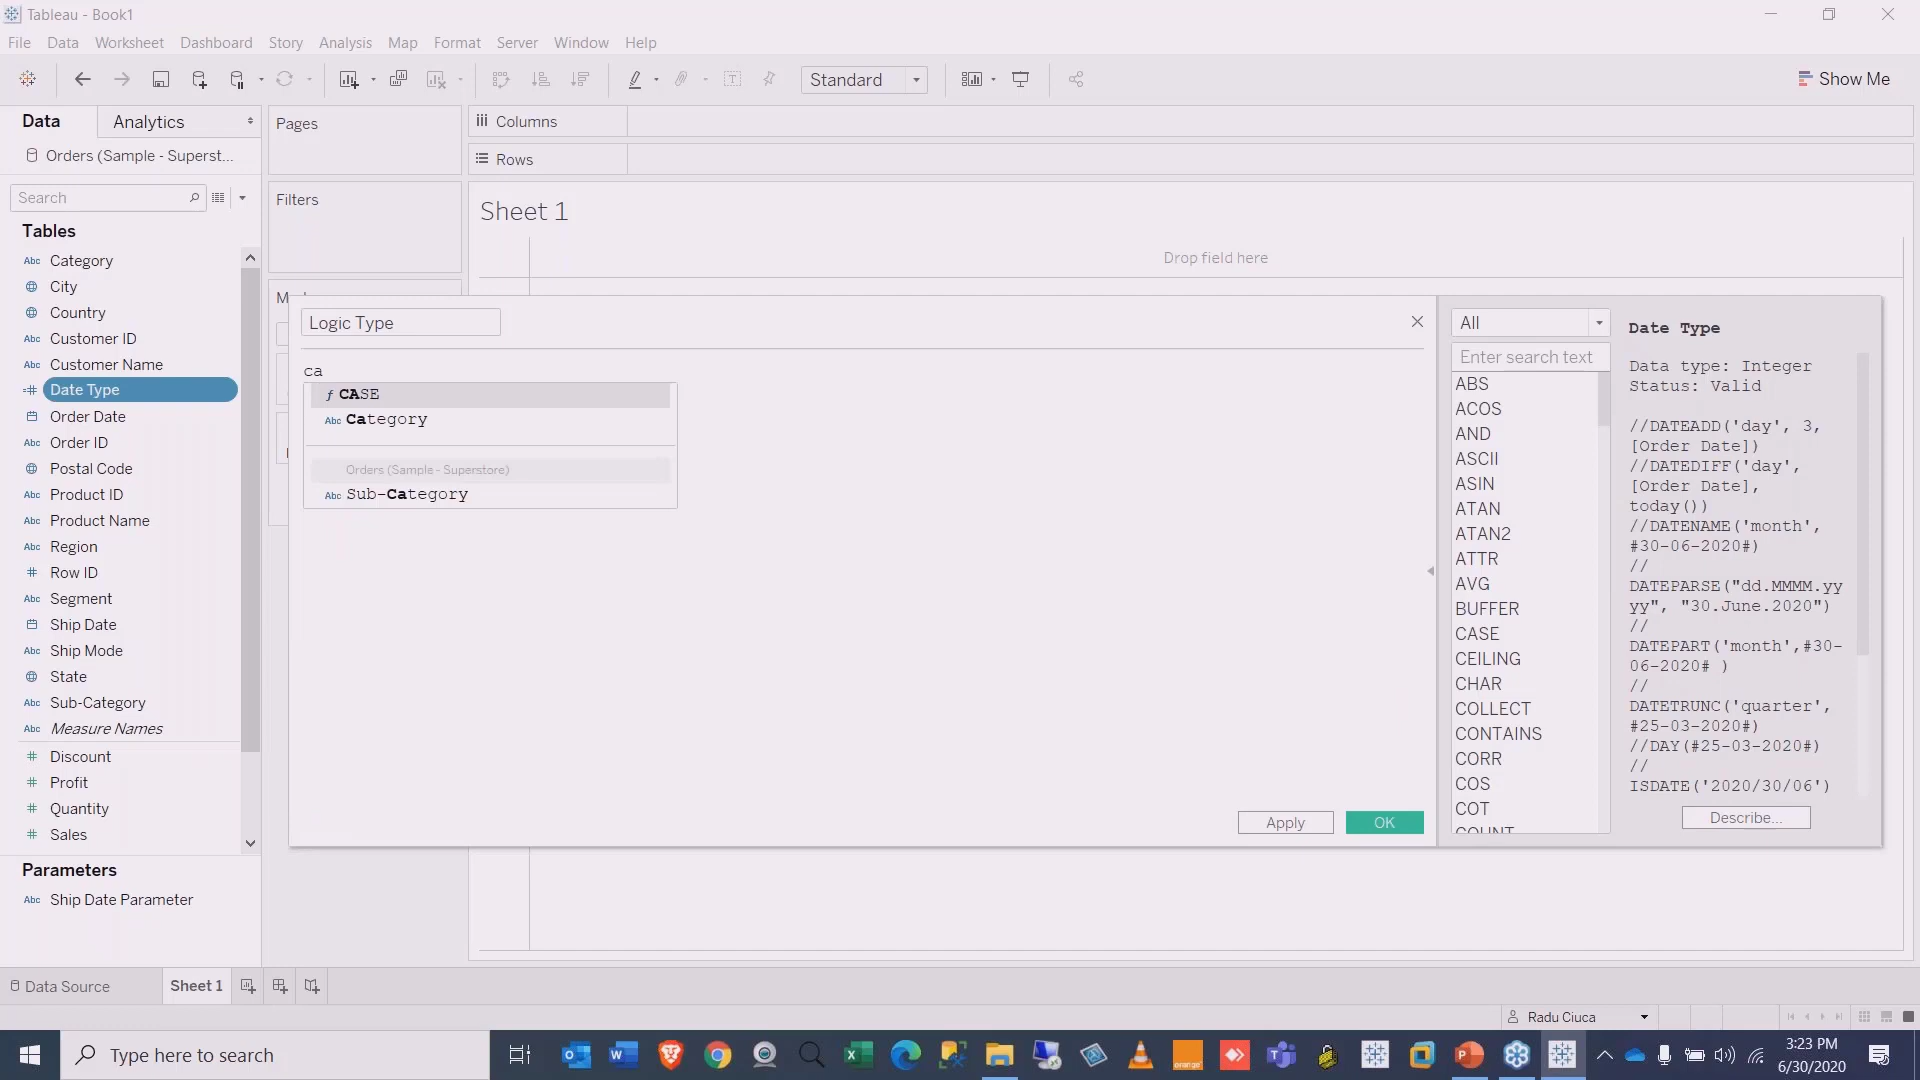 Tableau - Book1
File Data Worksheet Dashboard Story Analysis Map Format Server Window Help
Standard
Show Me
Data
Analytics
Pages
Columns
Orders (Sample - Superst...
Rows
Search
Filters
Sheet 1
Tables
Drop field here
Category
City
Country
Customer ID
Customer Name
Date Type
Order Date
Order ID
Postal Code
Product ID
Product Name
Region
Row ID
Segment
Ship Date
Ship Mode
State
Sub-Category
Measure Names
Discount
Profit
Quantity
Sales
Parameters
Ship Date Parameter
Logic Type
ca
CASE
Category
Orders (Sample - Superstore)
Sub-Category
Apply
OK
All
Enter search text
ABS
ACOS
AND
ASCII
ASIN
ATAN
ATAN2
ATTR
AVG
BUFFER
CASE
CEILING
CHAR
COLLECT
CONTAINS
CORR
COS
COT
COUNT
Date Type
Data type: Integer
Status: Valid
//DATEADD('day', 3,
[Order Date])
//DATEDIFF('day',
[Order Date],
today())
//DATENAME('month',
#30-06-2020#)
//
DATEPARSE("dd.MMMM.yy
yy", "30.June.2020")
//
DATEPART('month',#30-
06-2020# )
//
DATETRUNC('quarter',
#25-03-2020#)
//DAY(#25-03-2020#)
//
ISDATE('2020/30/06')
Describe...
Data Source
Sheet 1
Radu Ciuca
Type here to search
3:23 PM
6/30/2020